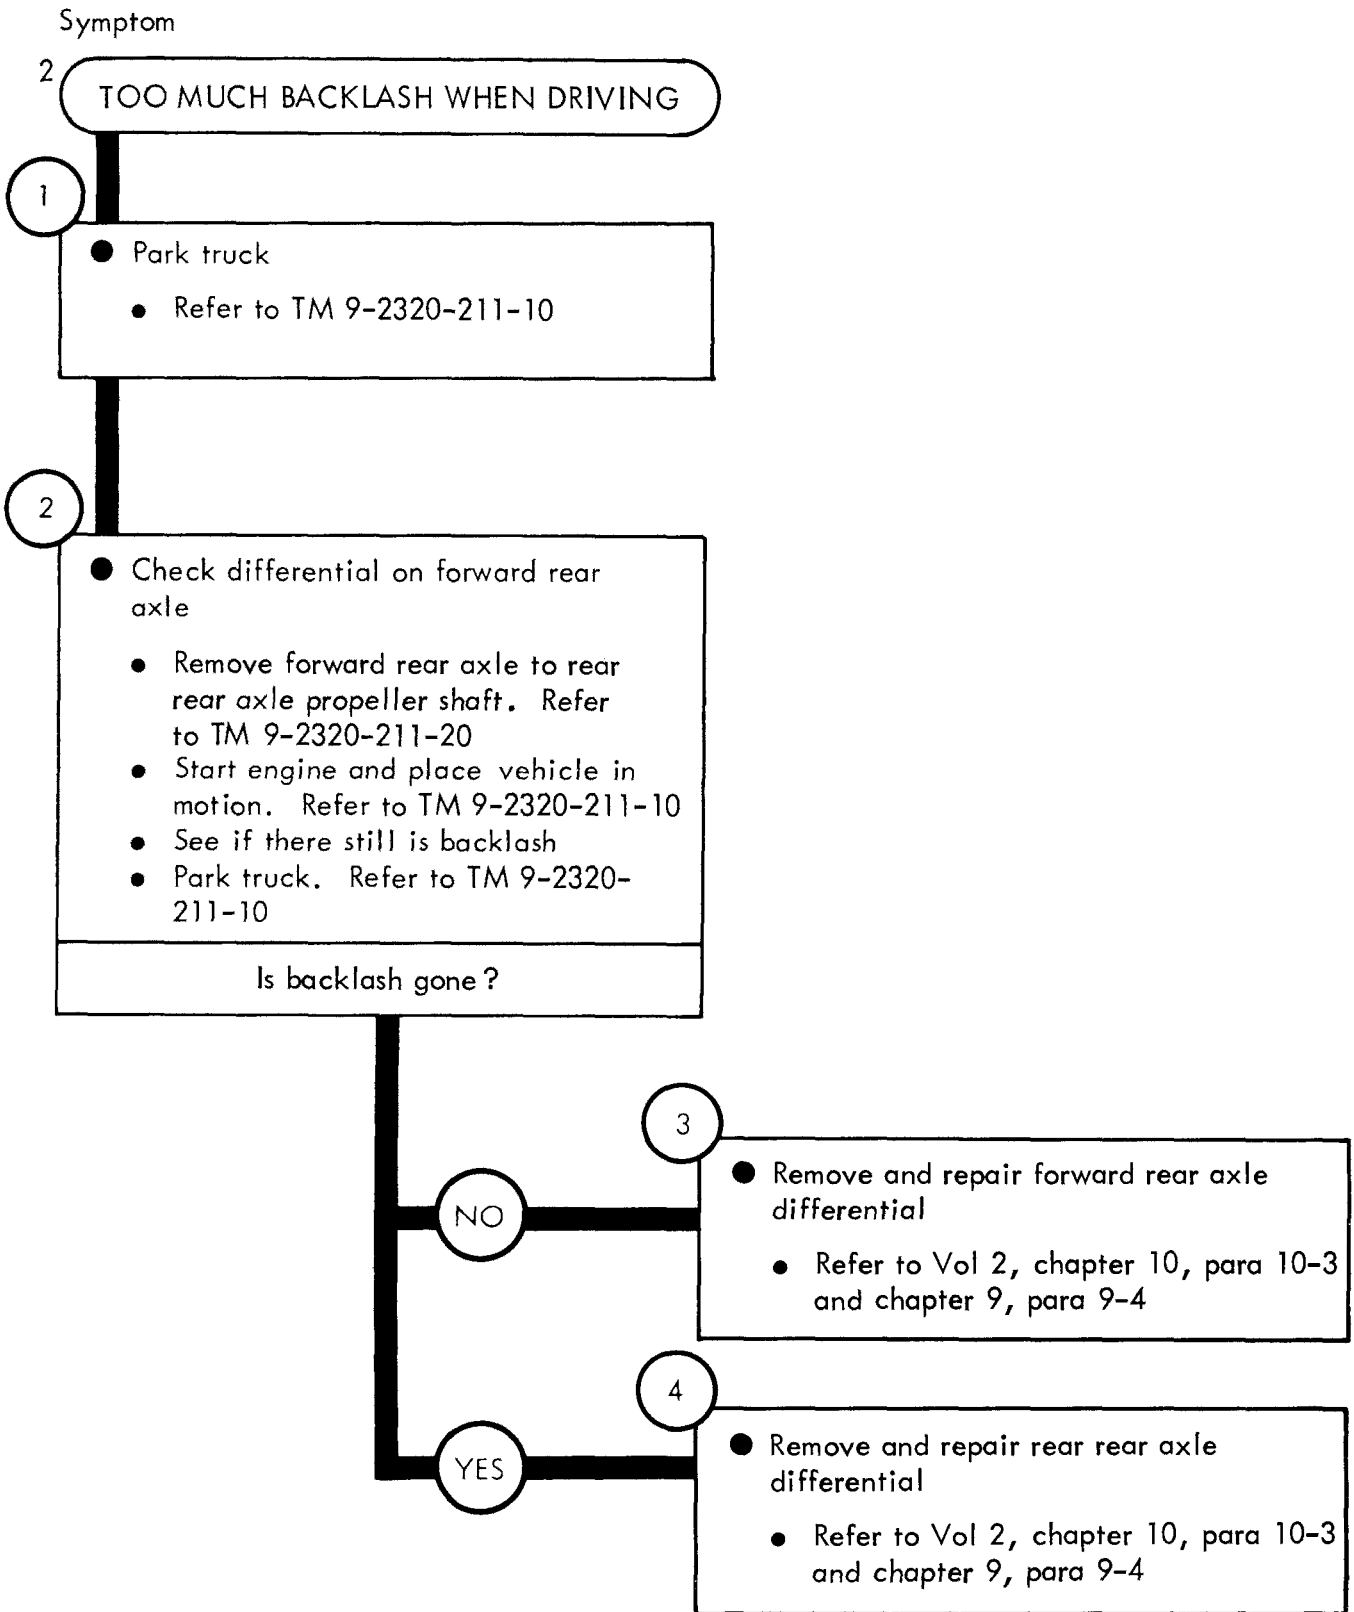 Symptom
2
TOO MUCH BACKLASH WHEN DRIVING
1
● Park truck
● Refer to TM 9-2320-211-10
2
● Check differential on forward rear
axle
● Remove forward rear axle to rear
rear axle propeller shaft. Refer
to TM 9-2320-211-20
● Start engine and place vehicle in
motion. Refer to TM 9-2320-211-10
● See if there still is backlash
● Park truck. Refer to TM 9-2320-
211-10
Is backlash gone?
3
NO
● Remove and repair forward rear axle
differential
● Refer to Vol 2, chapter 10, para 10-3
and chapter 9, para 9-4
4
YES
● Remove and repair rear rear axle
differential
● Refer to Vol 2, chapter 10, para 10-3
and chapter 9, para 9-4